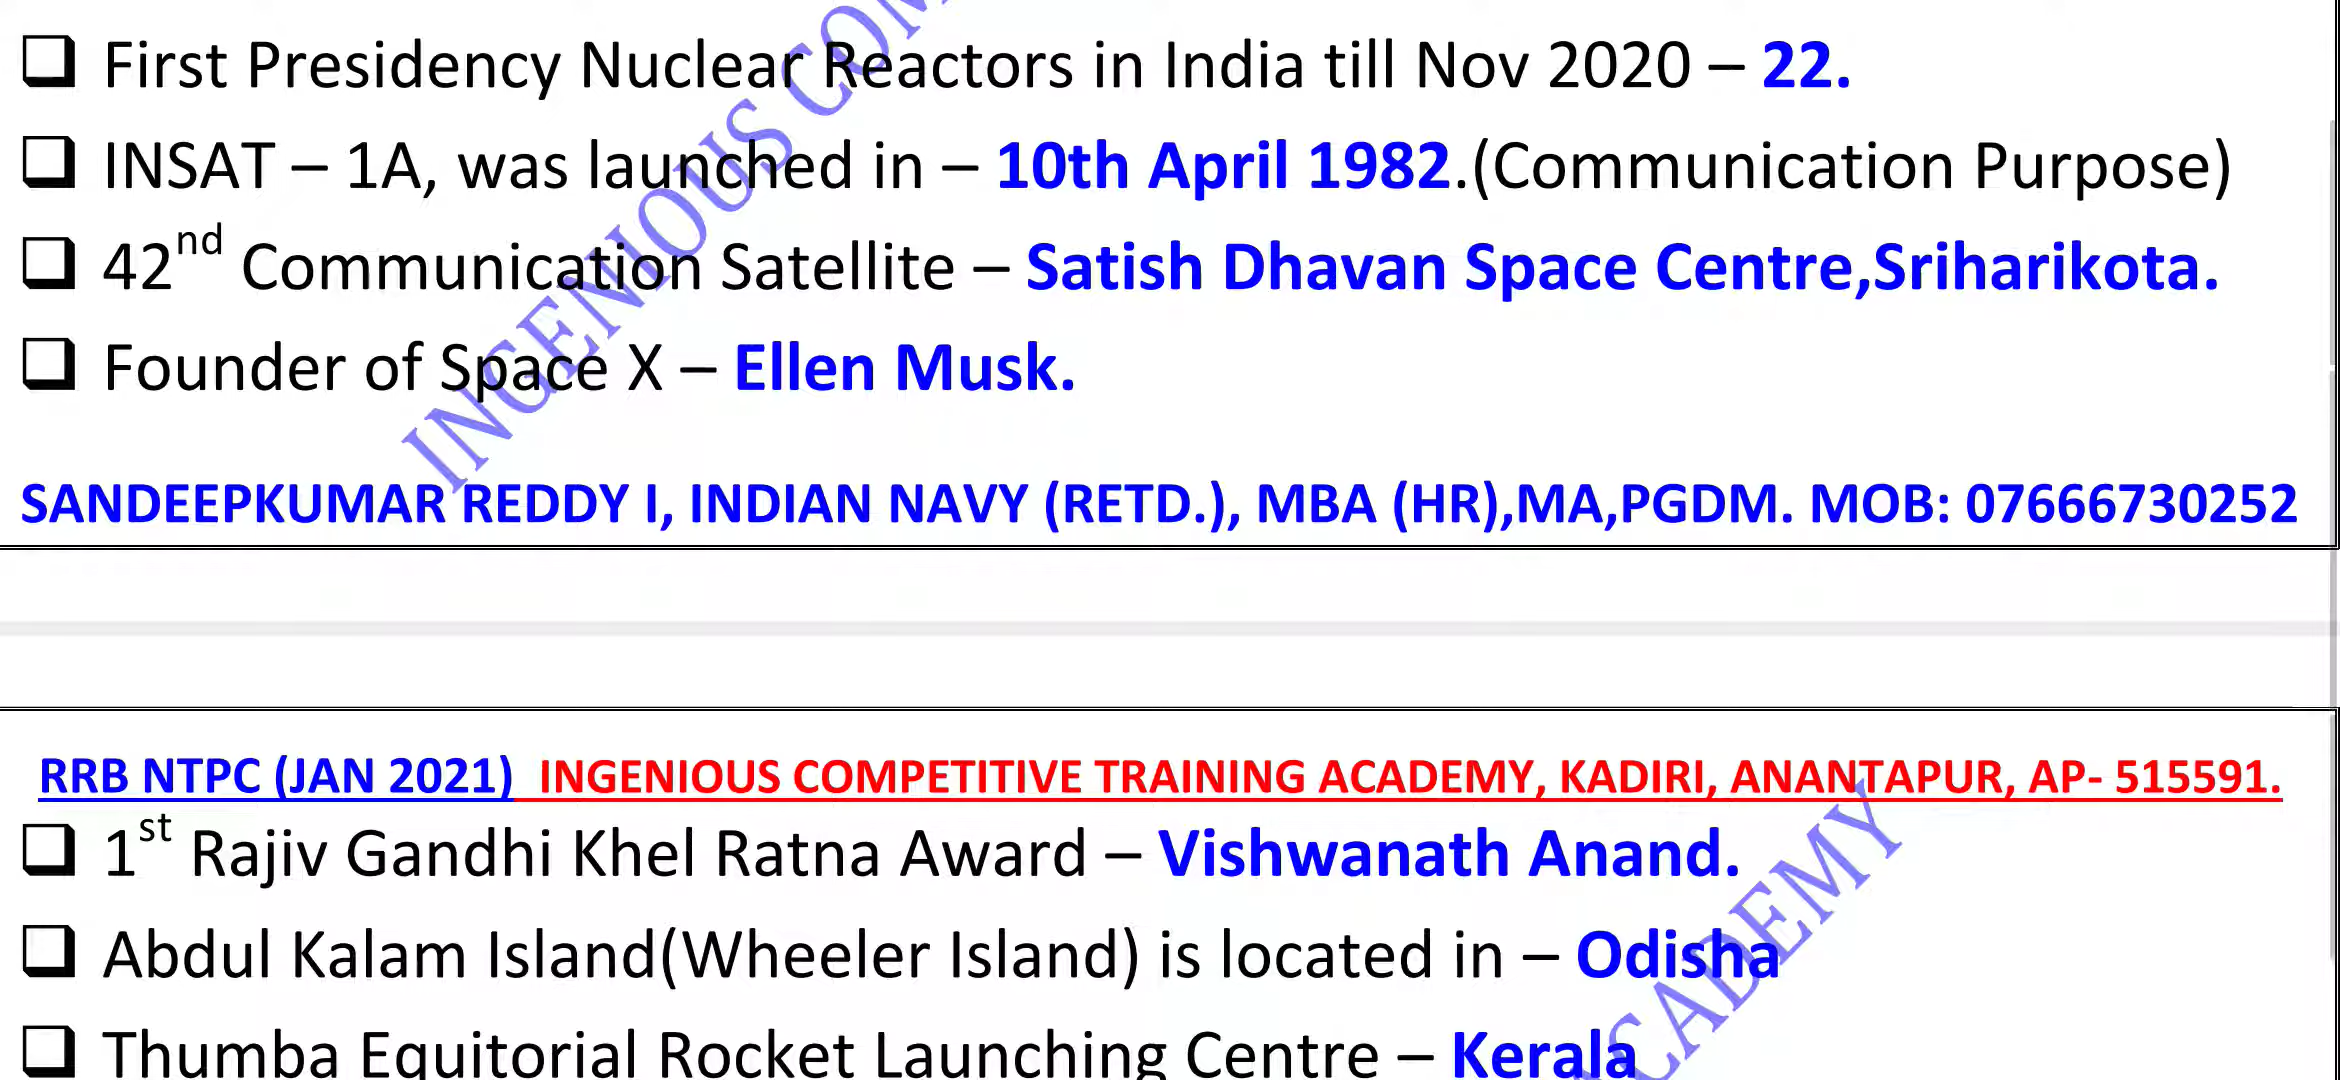 ❑ First Presidency Nuclear Reactors in India till Nov 2020 – 22.
❑ INSAT – 1A, was launched in – 10th April 1982.(Communication Purpose)
❑ 42nd Communication Satellite – Satish Dhavan Space Centre,Sriharikota.
❑ Founder of Space X – Ellen Musk.
INGENIOUS COM
SANDEEPKUMAR REDDY I, INDIAN NAVY (RETD.), MBA (HR),MA,PGDM. MOB: 07666730252
RRB NTPC (JAN 2021) INGENIOUS COMPETITIVE TRAINING ACADEMY, KADIRI, ANANTAPUR, AP- 515591.
❑ 1st Rajiv Gandhi Khel Ratna Award – Vishwanath Anand.
❑ Abdul Kalam Island(Wheeler Island) is located in – Odisha
❑ Thumba Equitorial Rocket Launching Centre – Kerala
ACADEMY